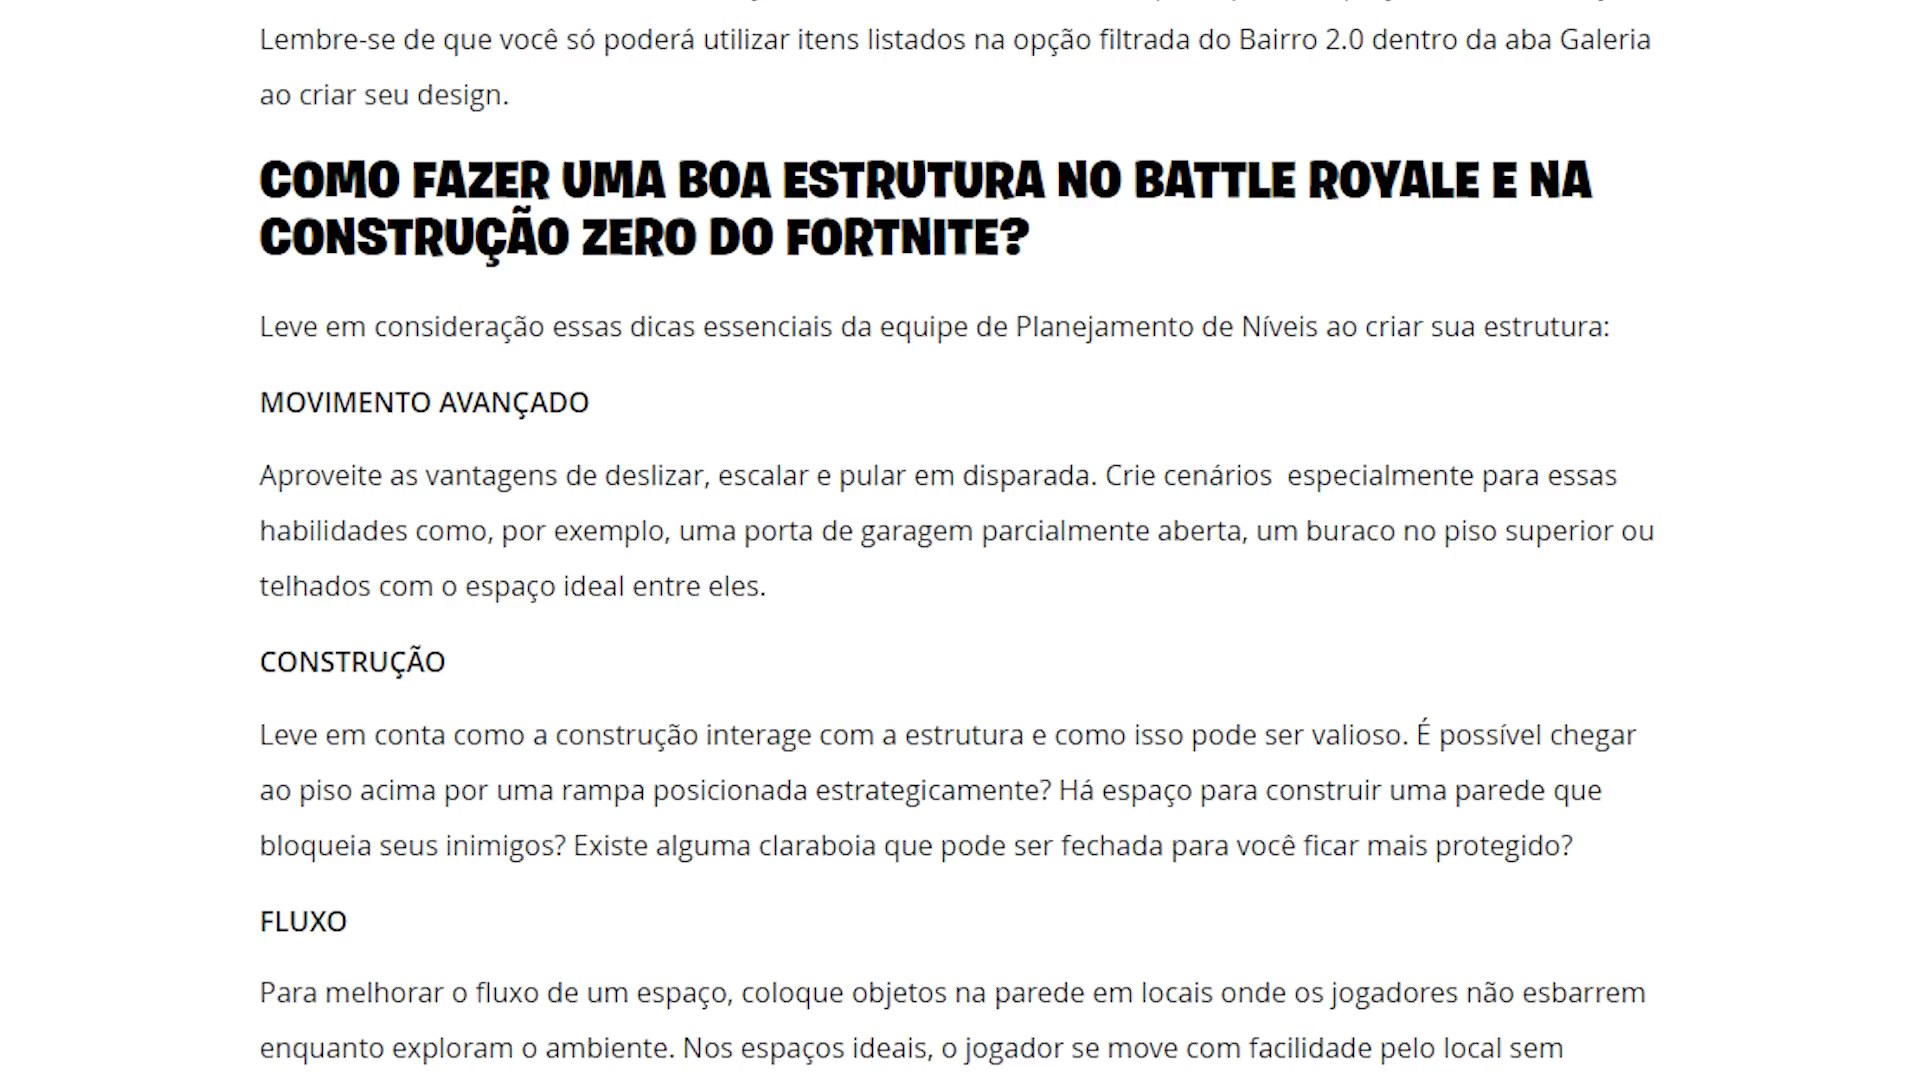 Lembre-se de que você só poderá utilizar itens listados na opção filtrada do Bairro 2.0 dentro da aba Galeria
ao criar seu design.
COMO FAZER UMA BOA ESTRUTURA NO BATTLE ROYALE E NA
CONSTRUÇÃO ZERO DO FORTNITE?
Leve em consideração essas dicas essenciais da equipe de Planejamento de Níveis ao criar sua estrutura:
MOVIMENTO AVANÇADO
Aproveite as vantagens de deslizar, escalar e pular em disparada. Crie cenários  especialmente para essas
habilidades como, por exemplo, uma porta de garagem parcialmente aberta, um buraco no piso superior ou
telhados com o espaço ideal entre eles.
CONSTRUÇÃO
Leve em conta como a construção interage com a estrutura e como isso pode ser valioso. É possível chegar
ao piso acima por uma rampa posicionada estrategicamente? Há espaço para construir uma parede que
bloqueia seus inimigos? Existe alguma claraboia que pode ser fechada para você ficar mais protegido?
FLUXO
Para melhorar o fluxo de um espaço, coloque objetos na parede em locais onde os jogadores não esbarrem
enquanto exploram o ambiente. Nos espaços ideais, o jogador se move com facilidade pelo local sem